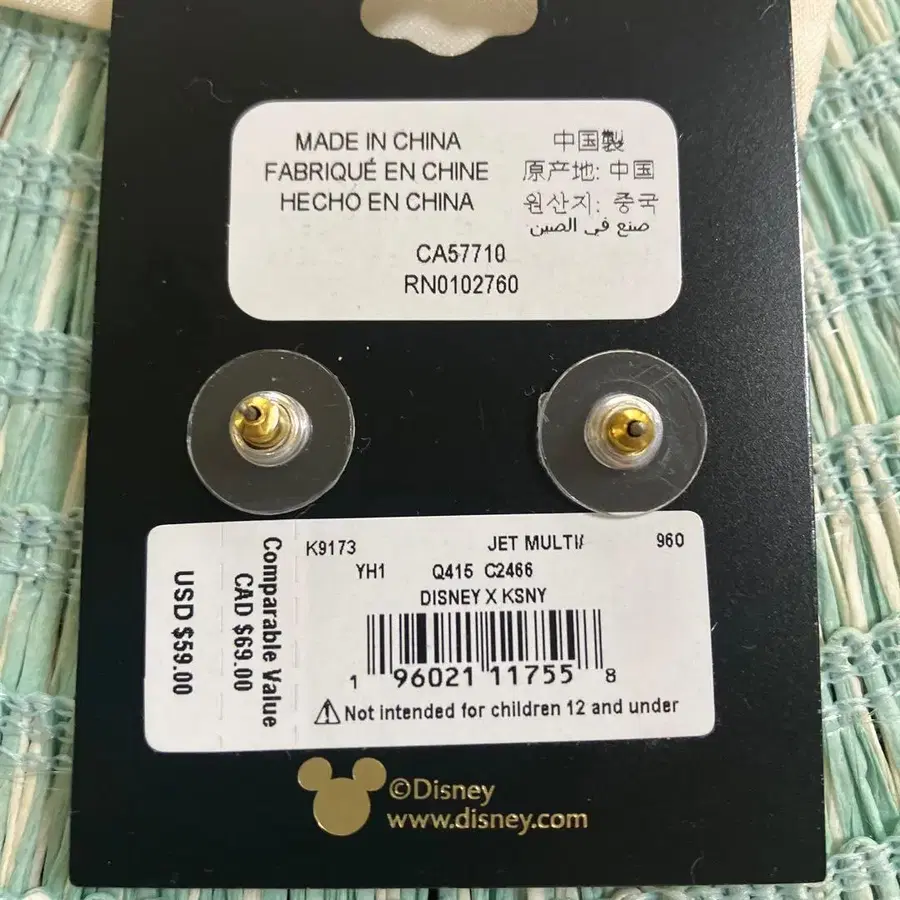 MADE IN CHINA
FABRIQUÉ EN CHINE
HECHO EN CHINA
中国製
原产地: 中国
원산지: 중국
صنع في الصين
CA57710
RN0102760
Comparable Value
CAD $69.00
USD $59.00
K9173 JET MULTI/ 960
YH1 Q415 C2466
DISNEY X KSNY
1 96021 11755 8
⚠ Not intended for children 12 and under
©Disney
www.disney.com